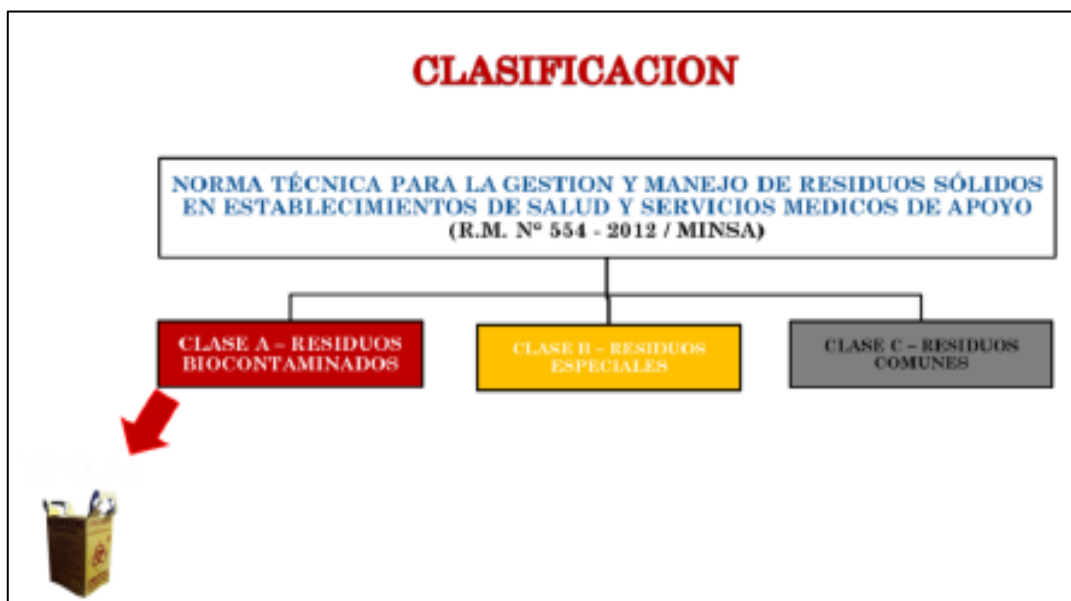 CLASIFICACION
NORMA TÉCNICA PARA LA GESTION Y MANEJO DE RESIDUOS SÓLIDOS
EN ESTABLECIMIENTOS DE SALUD Y SERVICIOS MEDICOS DE APOYO
(R.M. Nº 554 - 2012 / MINSA)
CLASE A – RESIDUOS
BIOCONTAMINADOS
CLASE B – RESIDUOS
ESPECIALES
CLASE C – RESIDUOS
COMUNES